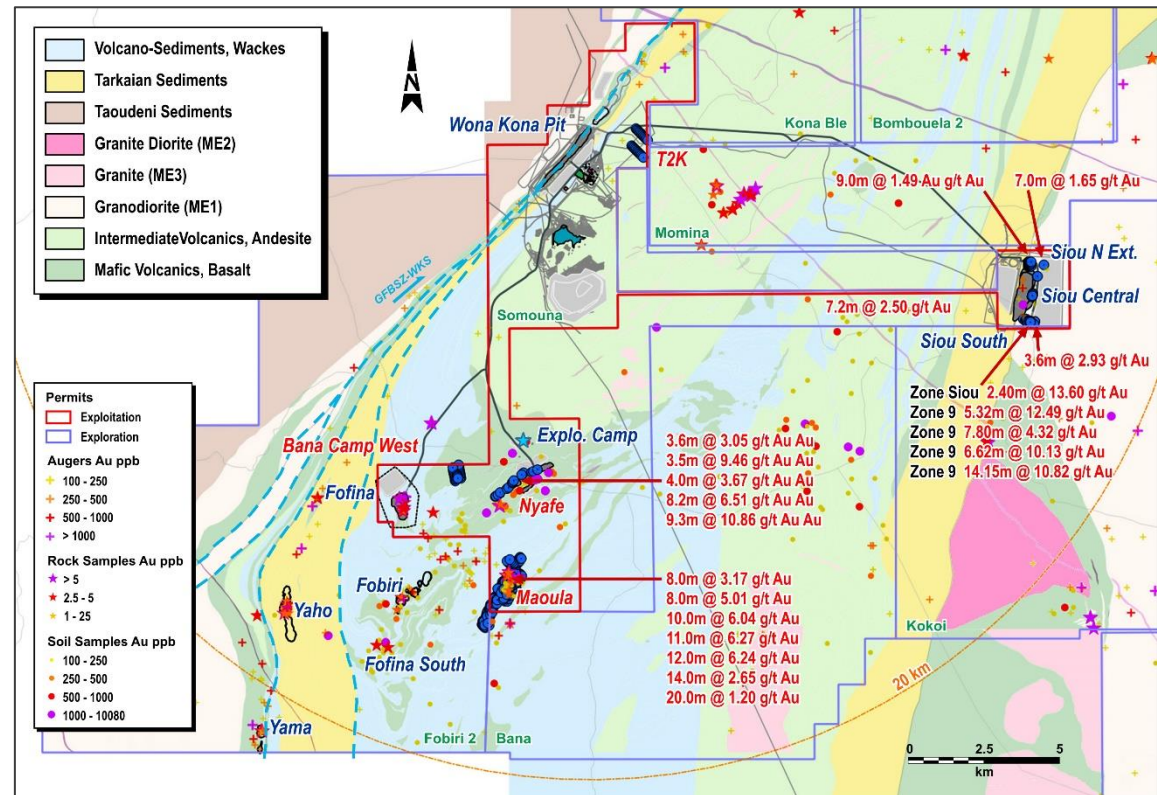 Volcano-Sediments, Wackes
Tarkaian Sediments
Taoudeni Sediments
Granite Diorite (ME2)
Granite (ME3)
Granodiorite (ME1)
IntermediateVolcanics, Andesite
Mafic Volcanics, Basalt
N
Wona Kona Pit
T2K
Kona Ble
Bombouela 2
9.0m @ 1.49 Au g/t Au
7.0m @ 1.65 g/t Au
Momina
Siou N Ext.
Siou Central
GFBSZ-WKS
Somouna
7.2m @ 2.50 g/t Au
Siou South
3.6m @ 2.93 g/t Au
Zone Siou 2.40m @ 13.60 g/t Au
Zone 9 5.32m @ 12.49 g/t Au
Zone 9 7.80m @ 4.32 g/t Au
Zone 9 6.62m @ 10.13 g/t Au
Zone 9 14.15m @ 10.82 g/t Au
Permits
Exploitation
Exploration
Augers Au ppb
100 - 250
250 - 500
500 - 1000
> 1000
Rock Samples Au ppb
> 5
2.5 - 5
1 - 25
Soil Samples Au ppb
100 - 250
250 - 500
500 - 1000
1000 - 10080
Bana Camp West
Explo. Camp
Fofina
Nyafe
3.6m @ 3.05 g/t Au Au
3.5m @ 9.46 g/t Au Au
4.0m @ 3.67 g/t Au Au
8.2m @ 6.51 g/t Au Au
9.3m @ 10.86 g/t Au Au
Fobiri
Maoula
8.0m @ 3.17 g/t Au
8.0m @ 5.01 g/t Au
10.0m @ 6.04 g/t Au
11.0m @ 6.27 g/t Au
12.0m @ 6.24 g/t Au
14.0m @ 2.65 g/t Au
20.0m @ 1.20 g/t Au
Yaho
Fofina South
Kokoi
20 km
Yama
Fobiri 2
Bana
0 2.5 5
km